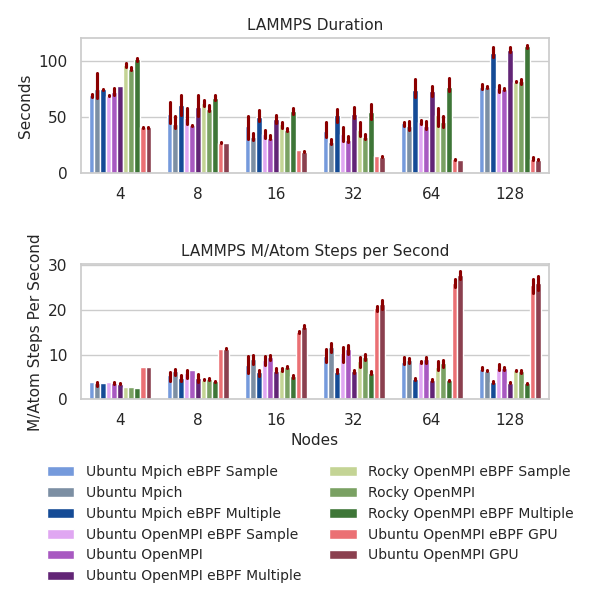 LAMMPS Duration
Seconds
100
50
0
4 8 16 32 64 128
LAMMPS M/Atom Steps per Second
M/Atom Steps Per Second
30
20
10
0
4 8 16 32 64 128
Nodes
Ubuntu Mpich eBPF Sample
Ubuntu Mpich
Ubuntu Mpich eBPF Multiple
Ubuntu OpenMPI eBPF Sample
Ubuntu OpenMPI
Ubuntu OpenMPI eBPF Multiple
Rocky OpenMPI eBPF Sample
Rocky OpenMPI
Rocky OpenMPI eBPF Multiple
Ubuntu OpenMPI eBPF GPU
Ubuntu OpenMPI GPU